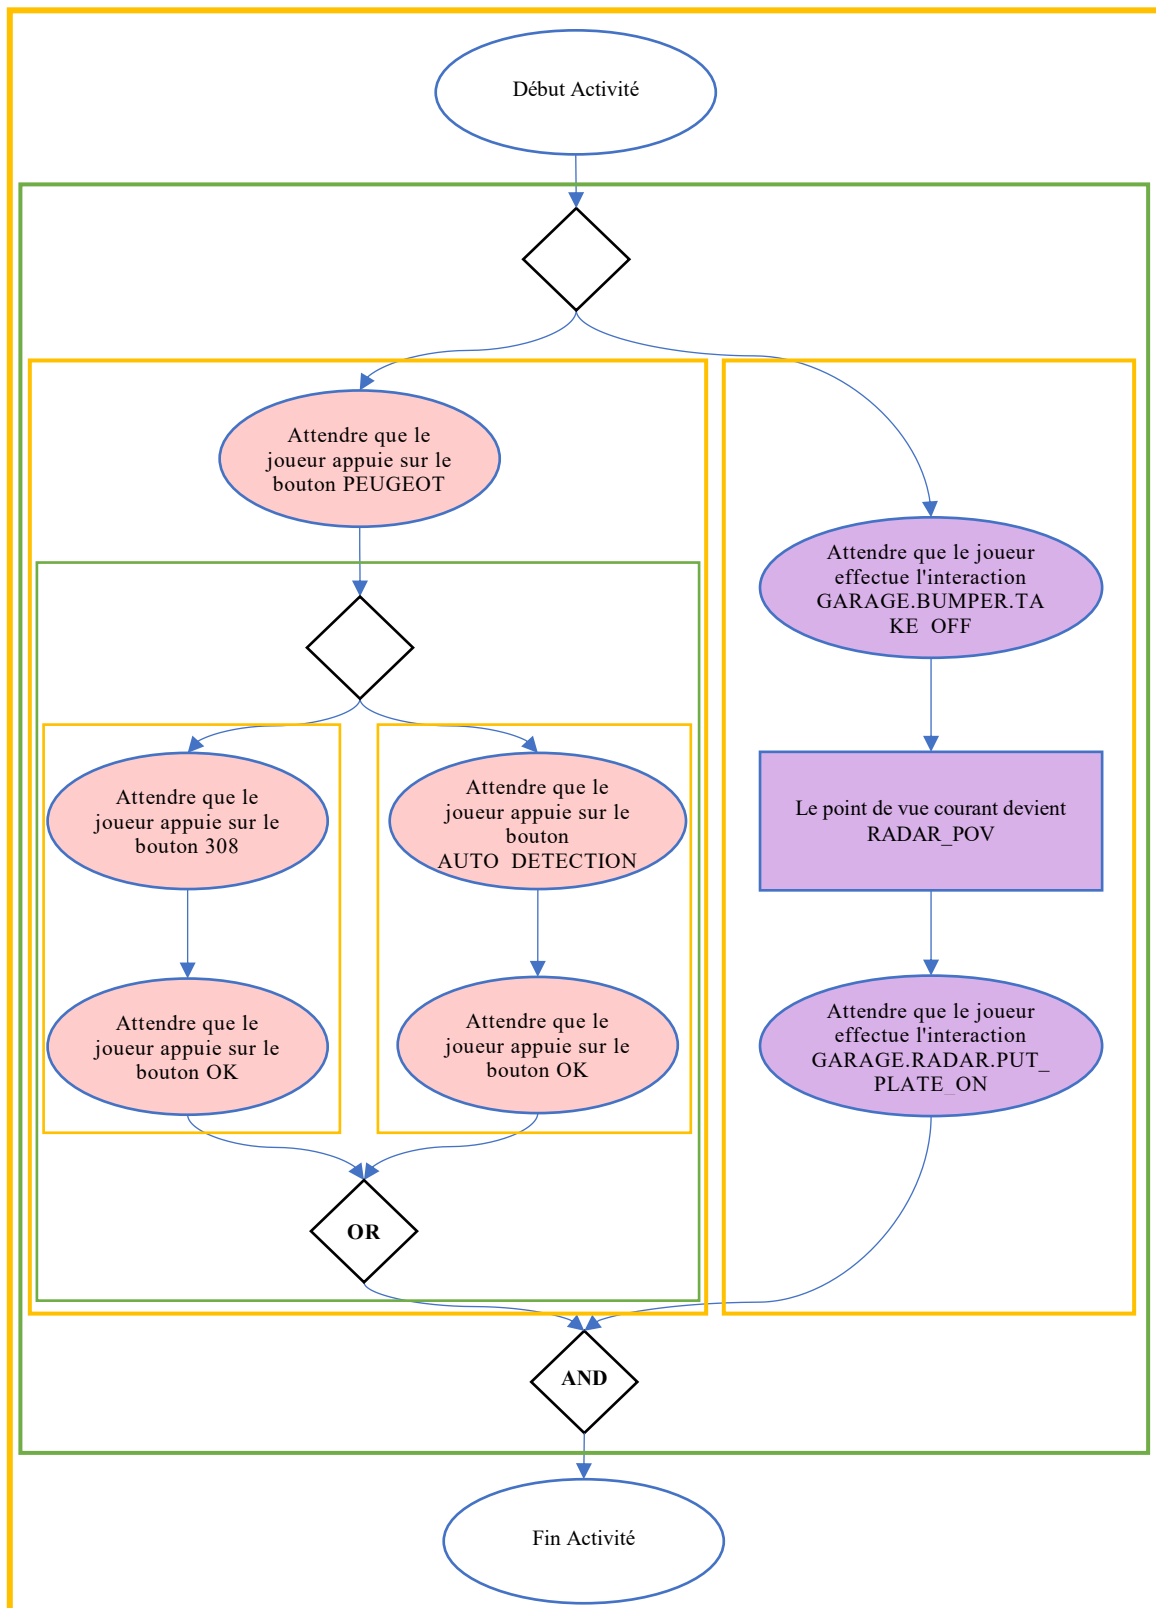 Début Activité
Attendre que le
joueur appuie sur le
bouton PEUGEOT
Attendre que le joueur
effectue l'interaction
GARAGE.BUMPER.TA
KE_OFF
Attendre que le
joueur appuie sur le
bouton 308
Attendre que le
joueur appuie sur le
bouton
AUTO_DETECTION
Le point de vue courant devient
RADAR_POV
Attendre que le
joueur appuie sur le
bouton OK
Attendre que le
joueur appuie sur le
bouton OK
Attendre que le joueur
effectue l'interaction
GARAGE.RADAR.PUT_
PLATE_ON
OR
AND
Fin Activité